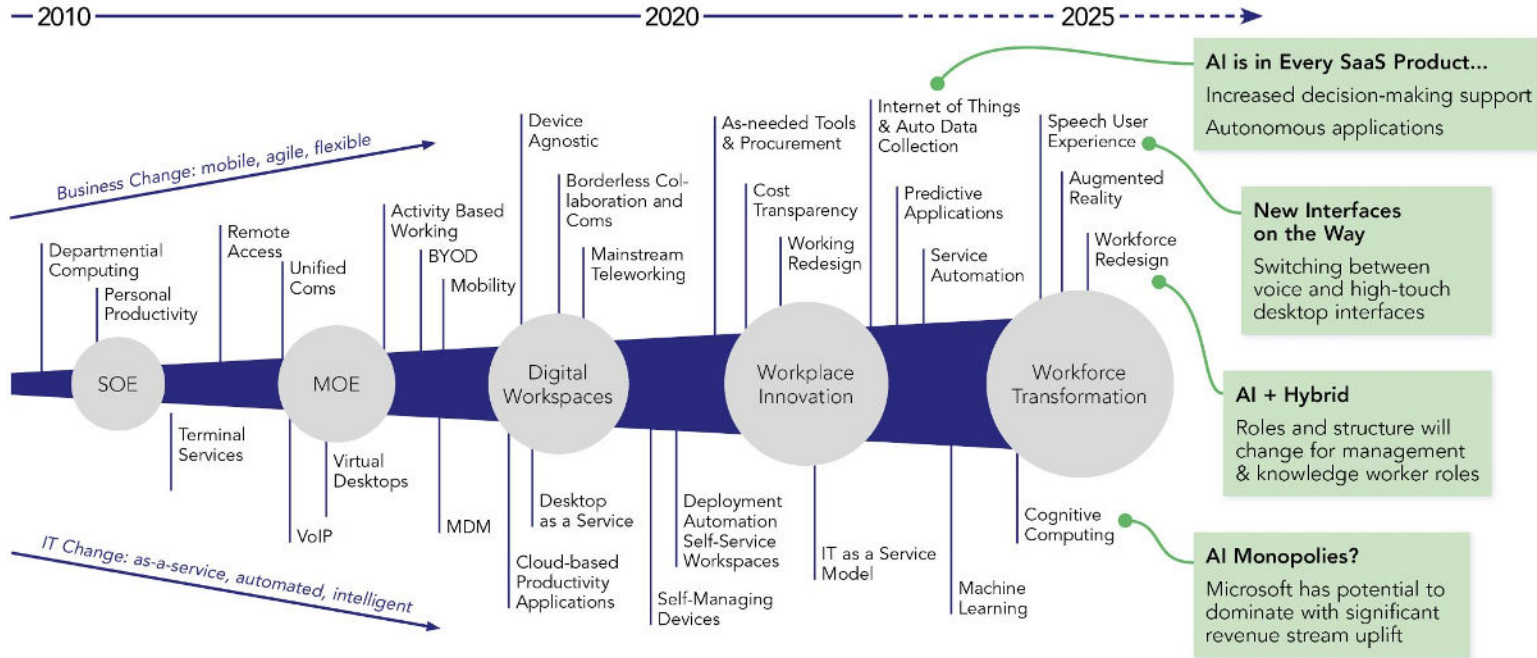 2010
2020
2025
Business Change: mobile, agile, flexible
Departmential
Computing
Personal
Productivity
Remote
Access
Unified
Coms
Activity Based
Working
BYOD
Mobility
Device
Agnostic
Borderless Col-
laboration and
Coms
Mainstream
Teleworking
As-needed Tools
& Procurement
Cost
Transparency
Working
Redesign
Internet of Things
& Auto Data
Collection
Predictive
Applications
Service
Automation
Speech User
Experience
Augmented
Reality
Workforce
Redesign
SOE
MOE
Digital
Workspaces
Workplace
Innovation
Workforce
Transformation
Terminal
Services
VoIP
Virtual
Desktops
MDM
Desktop
as a Service
Cloud-based
Productivity
Applications
Deployment
Automation
Self-Service
Workspaces
Self-Managing
Devices
IT as a Service
Model
Machine
Learning
Cognitive
Computing
IT Change: as-a-service, automated, intelligent
AI is in Every SaaS Product...
Increased decision-making support
Autonomous applications
New Interfaces
on the Way
Switching between
voice and high-touch
desktop interfaces
AI + Hybrid
Roles and structure will
change for management
& knowledge worker roles
AI Monopolies?
Microsoft has potential to
dominate with significant
revenue stream uplift